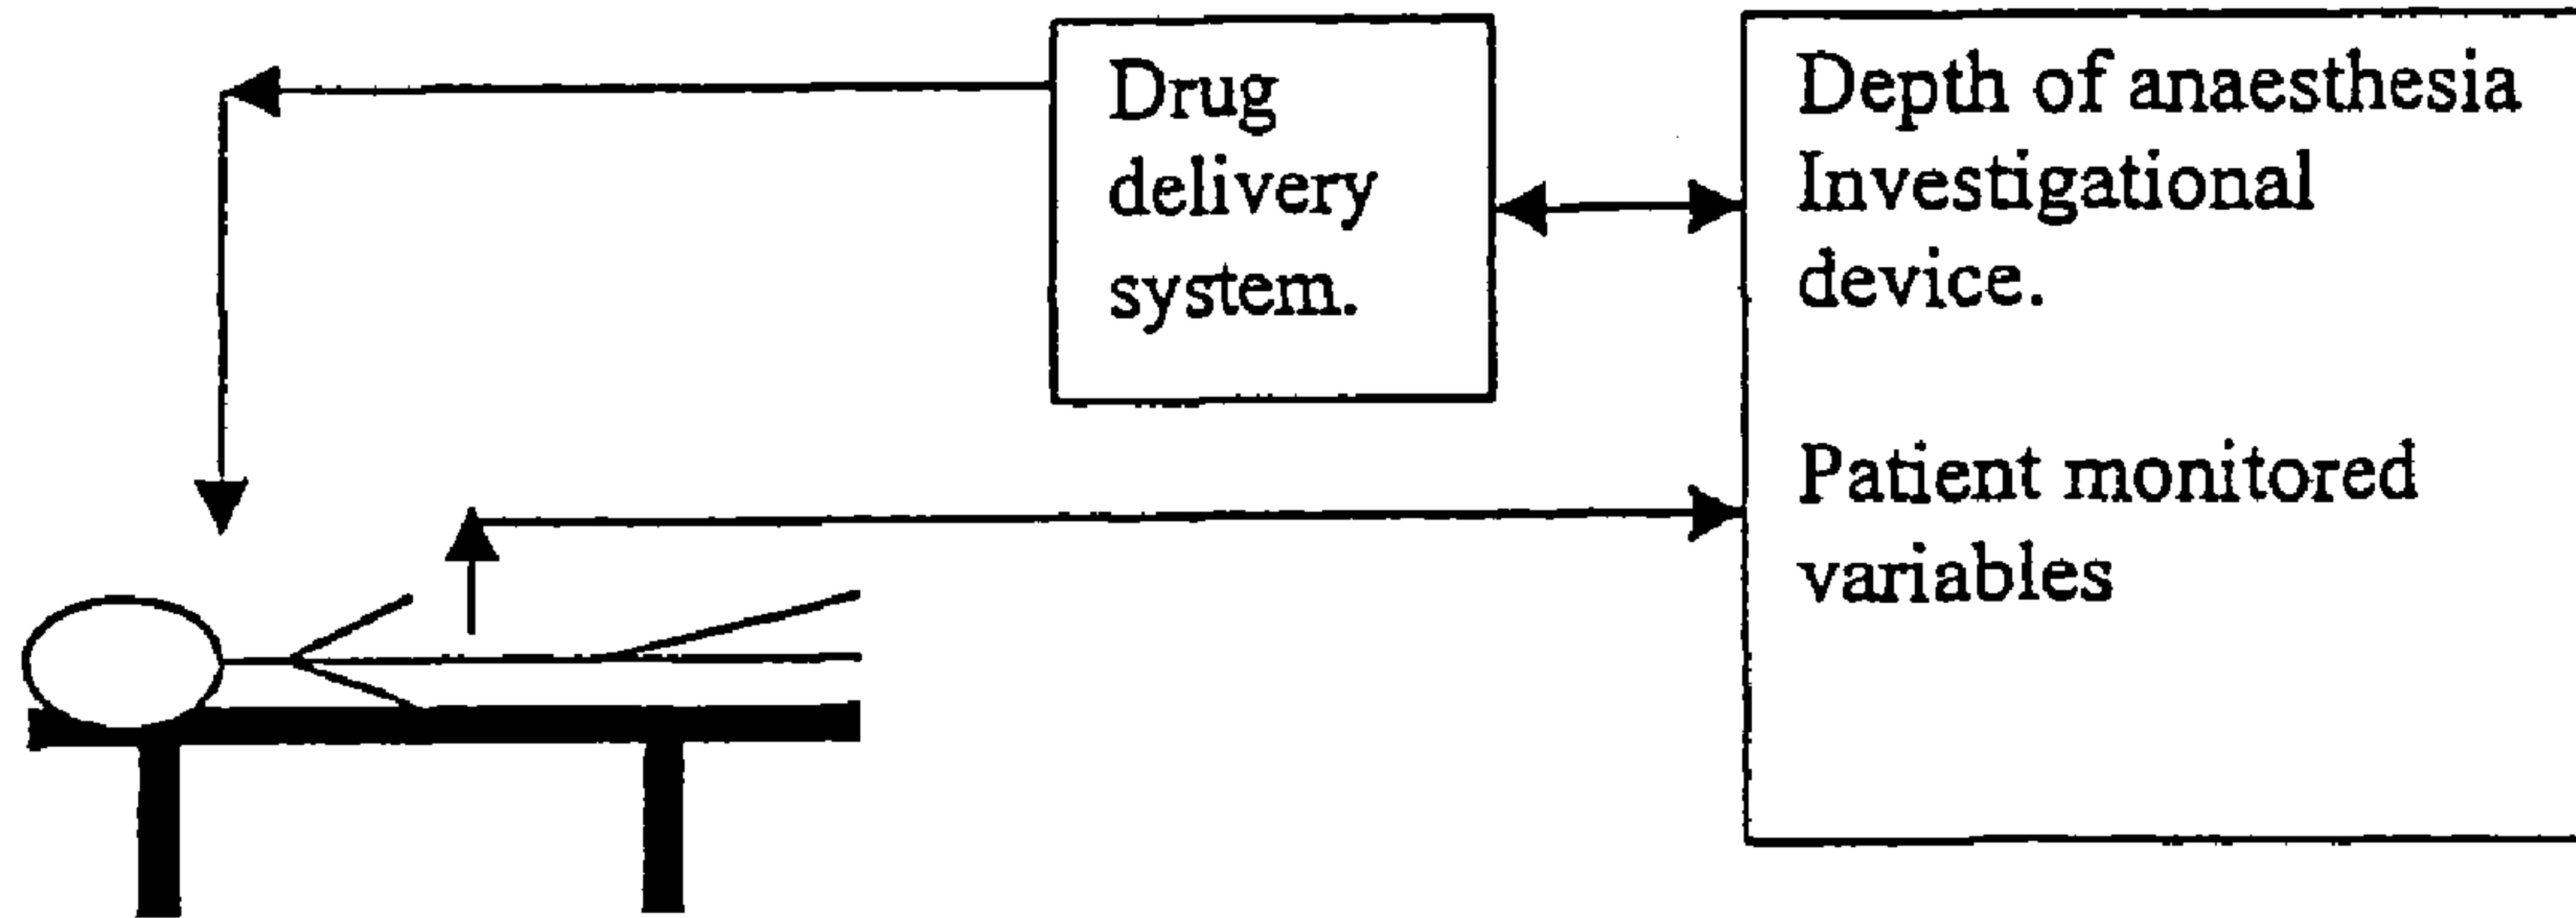 Drug
delivery
system.
Depth of anaesthesia
Investigational
device.
Patient monitored
variables